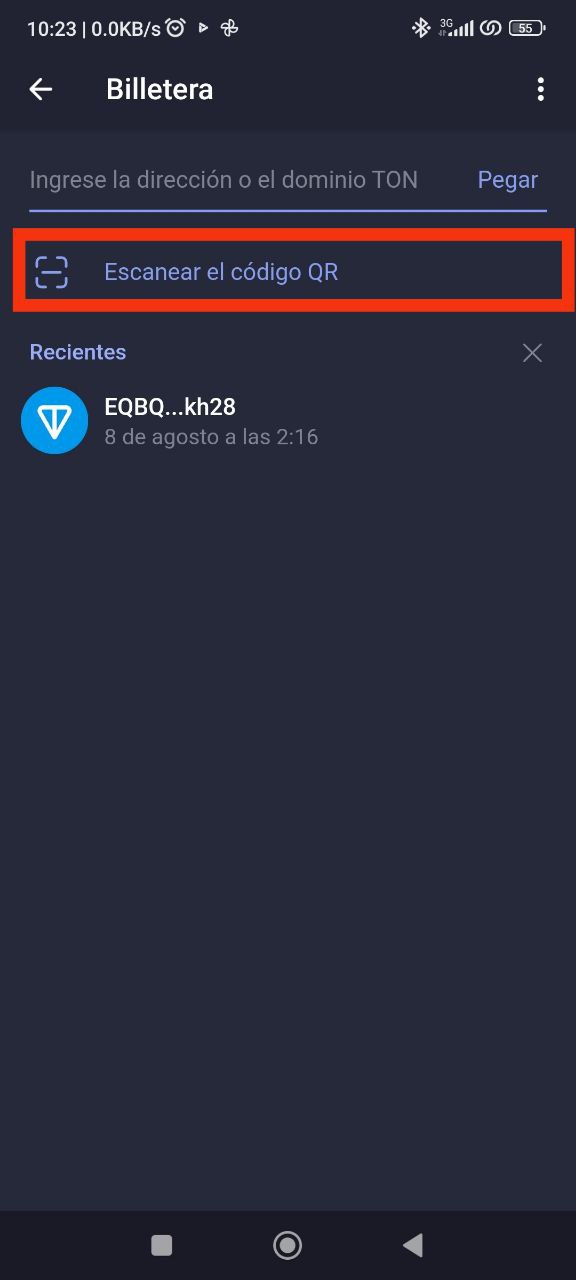 10:23 | 0.0KB/s
3G
55
Billetera
Ingrese la dirección o el dominio TON
Pegar
Escanear el código QR
Recientes
EQBQ...kh28
8 de agosto a las 2:16